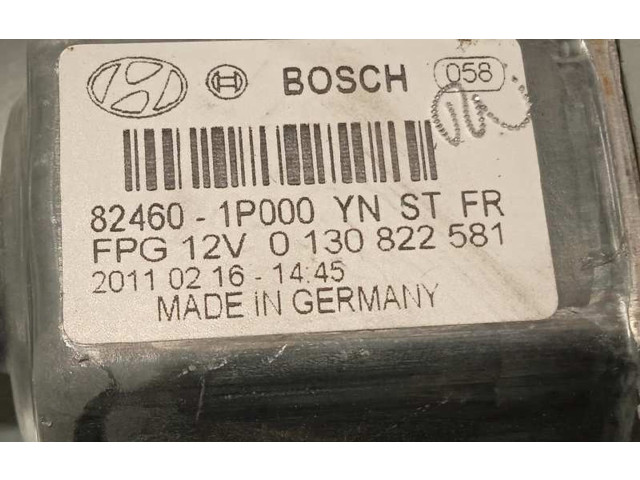 BOSCH 058
82460 - 1P000 YN ST FR
FPG 12V 0 130 822 581
2011 02 16 - 14:45
MADE IN GERMANY